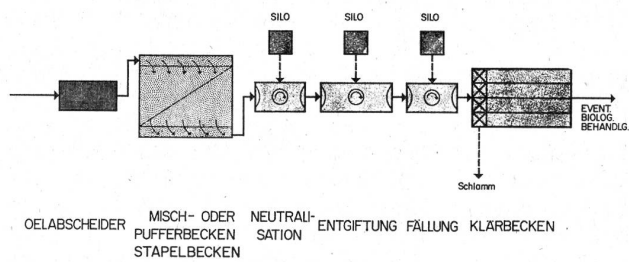 SILO
SILO
SILO
EVENT.
BIOLOG.
BEHANDLG.
Schlamm
OELABSCHEIDER
MISCH- ODER
PUFFERBECKEN
STAPELBECKEN
NEUTRALI-
SATION
ENTGIFTUNG
FÄLLUNG
KLÄRBECKEN